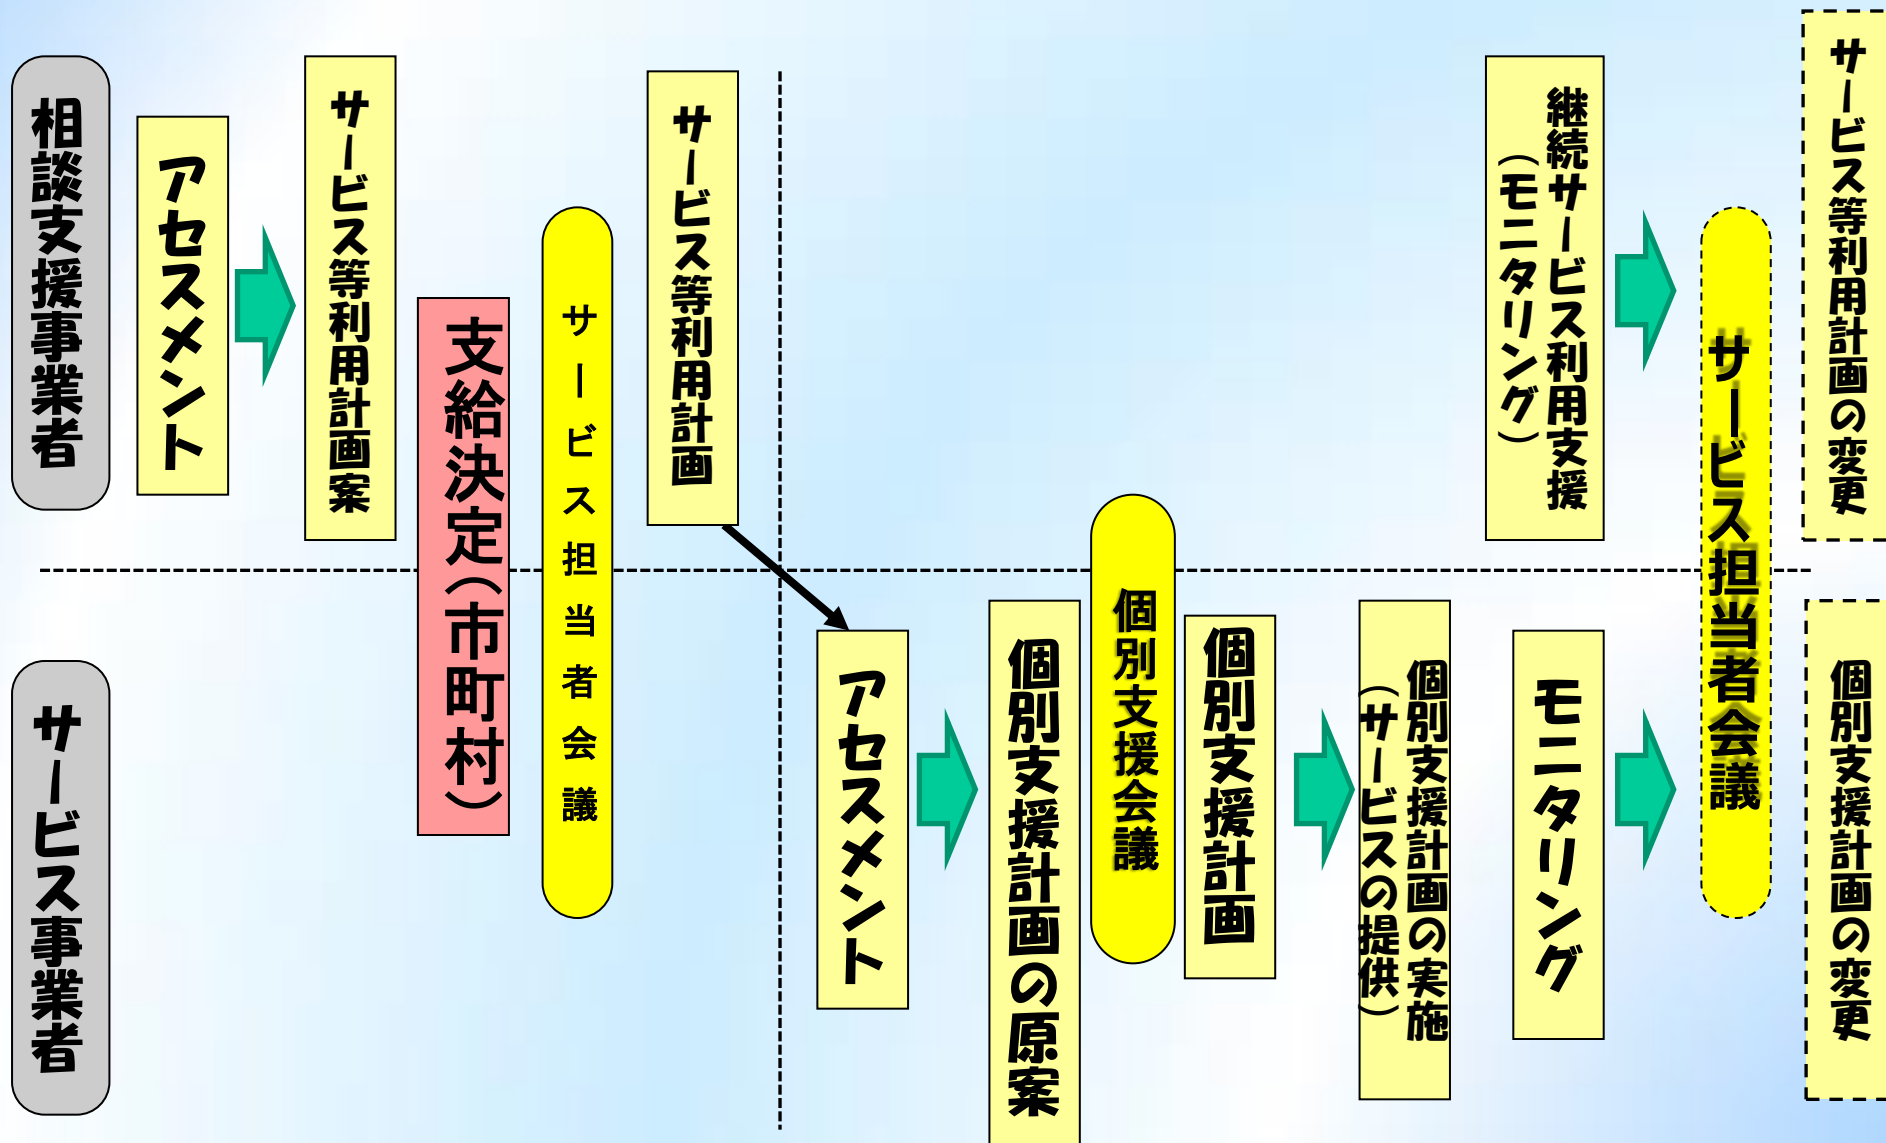 相談支援事業者
アセスメント
サービス等利用計画案
支給決定（市町村）
サービス担当者会議
サービス等利用計画
継続サービス利用支援
（モニタリング）
サービス担当者会議
サービス等利用計画の変更
サービス事業者
アセスメント
個別支援計画の原案
個別支援会議
個別支援計画
個別支援計画の実施
（サービスの提供）
モニタリング
個別支援計画の変更